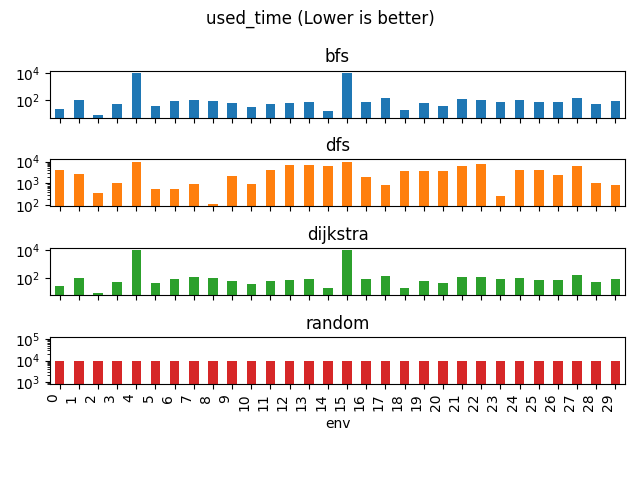 used_time (Lower is better)
bfs
10^4
10^2
dfs
10^4
10^3
10^2
dijkstra
10^4
10^2
random
10^5
10^4
10^3
0 1 2 3 4 5 6 7 8 9 10 11 12 13 14 15 16 17 18 19 20 21 22 23 24 25 26 27 28 29
env